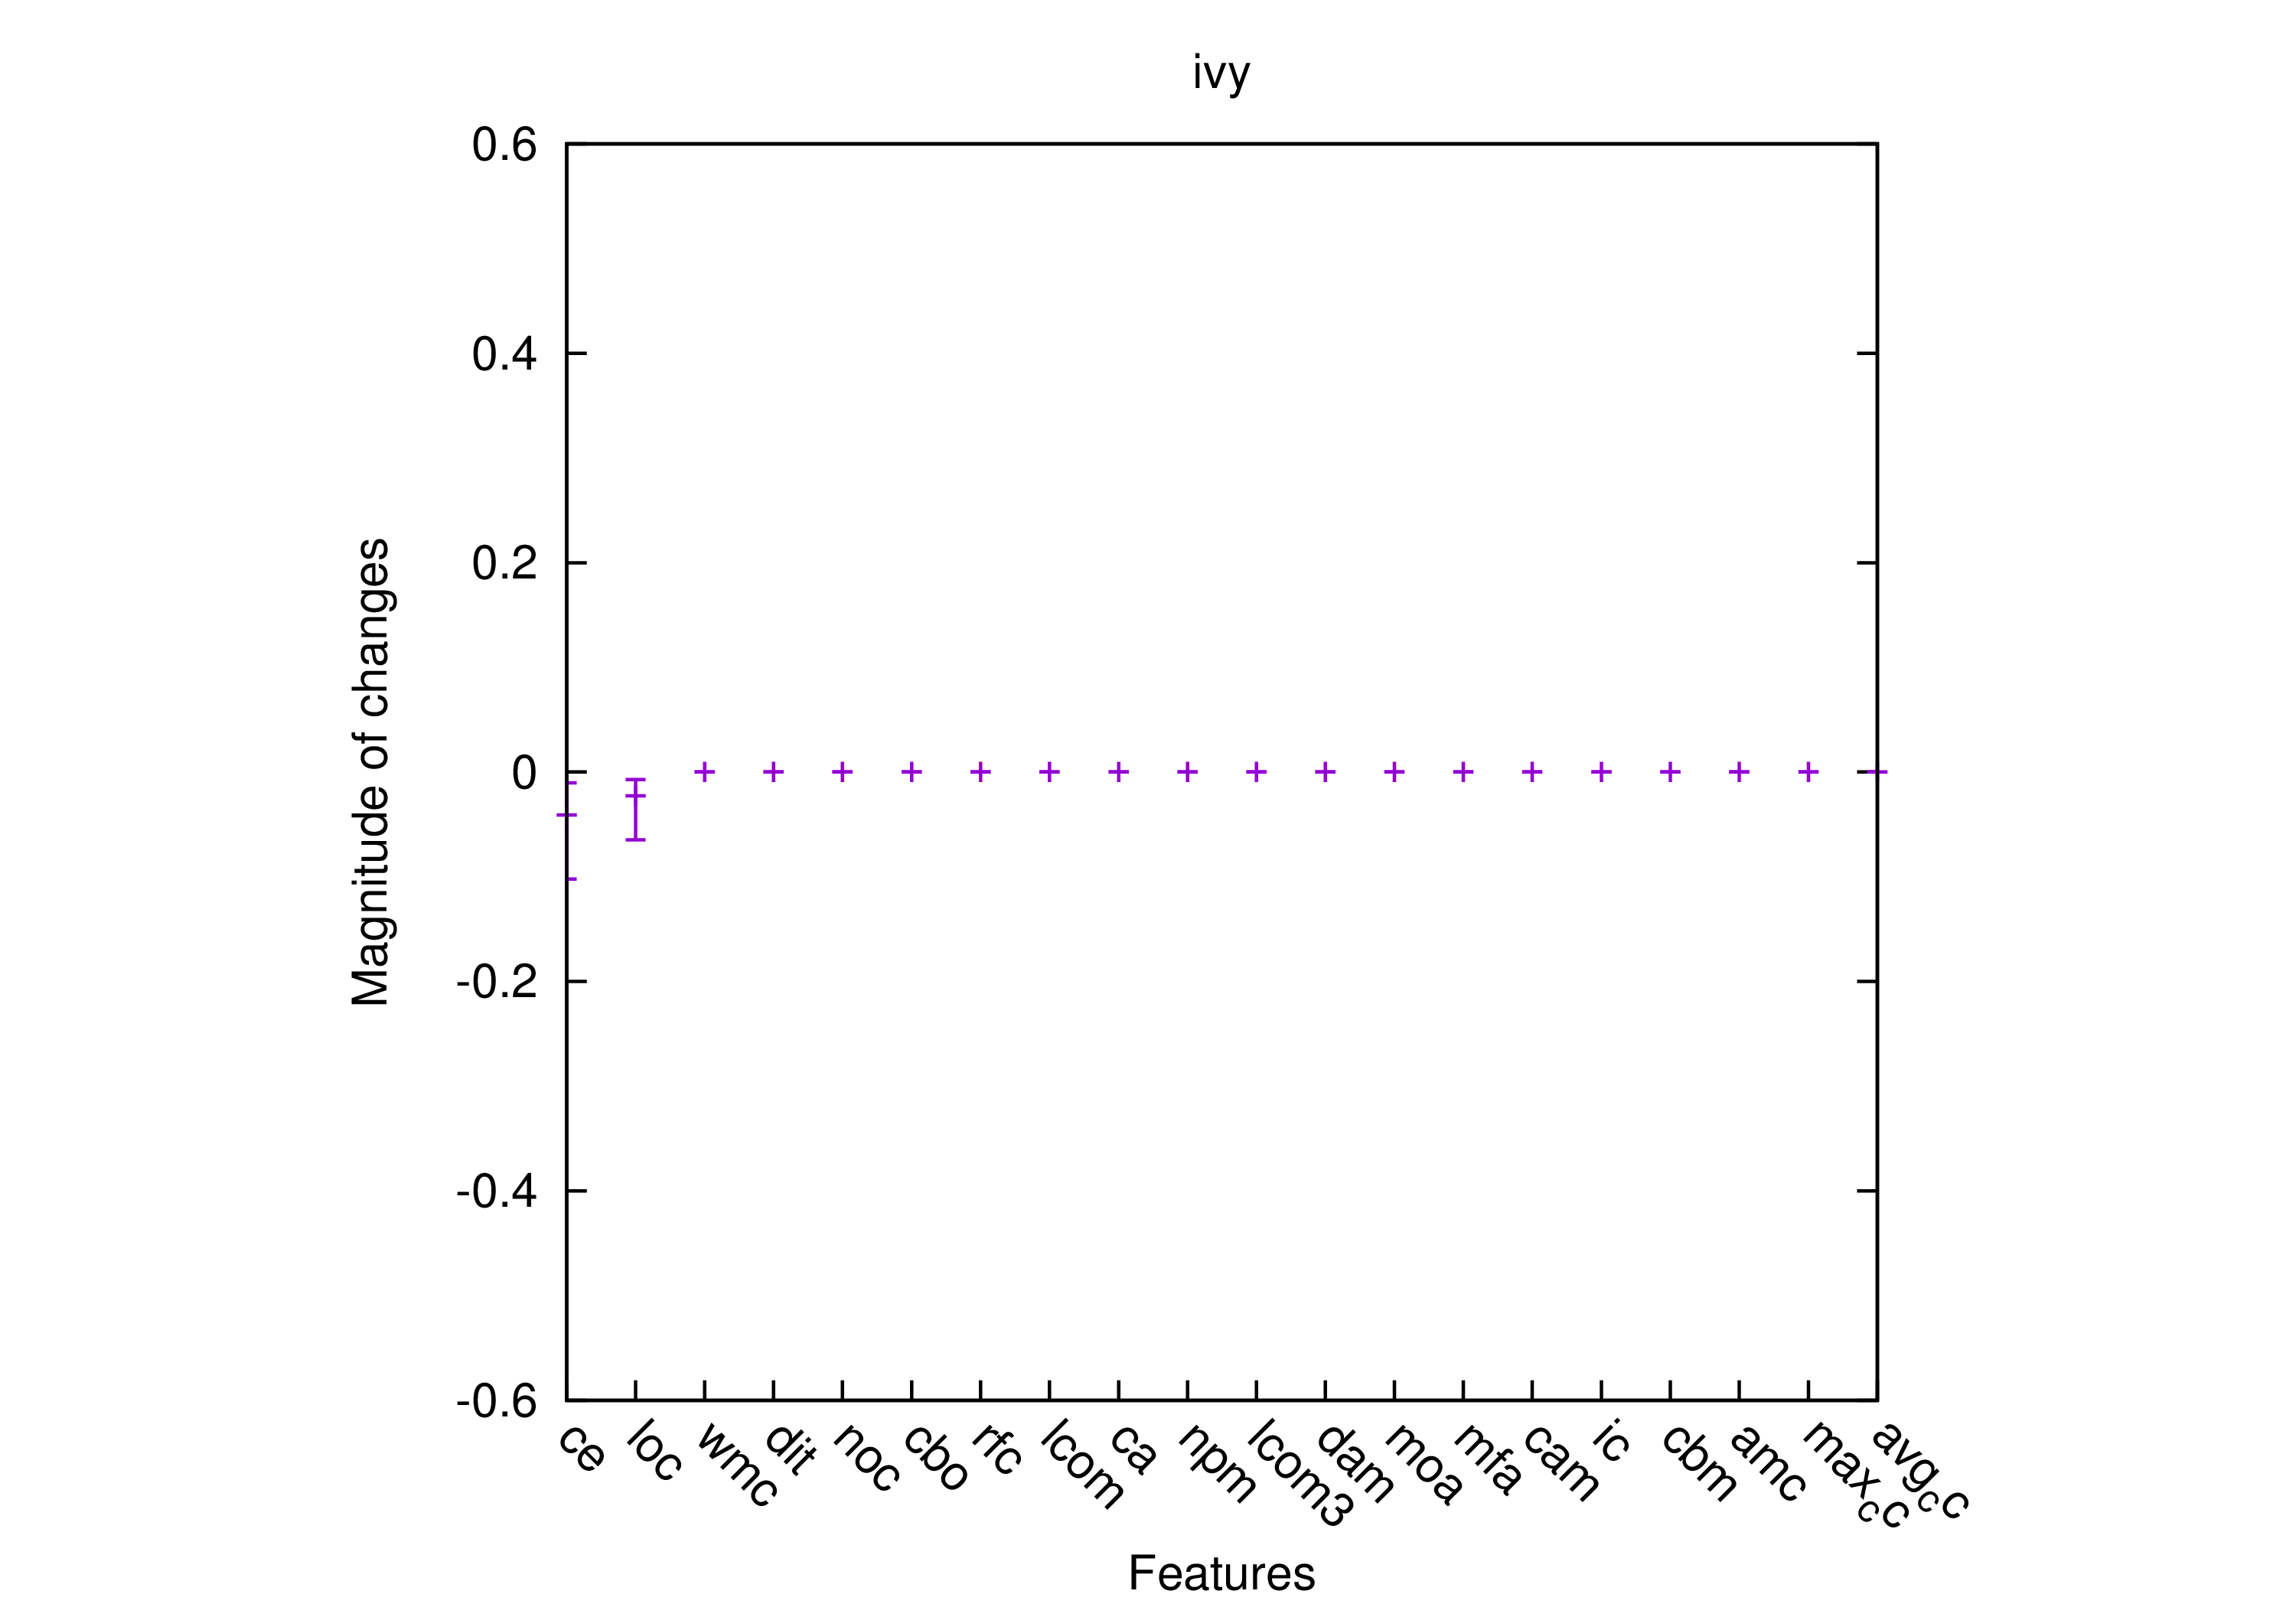 ivy
0.6
0.4
0.2
0
-0.2
-0.4
-0.6
Magnitude of changes
ce
loc
wmc
dit
noc
cbo
rfc
lcom
ca
npm
lcom3
dam
moa
mfa
cam
ic
cbm
amc
max_cc
avg_cc
Features